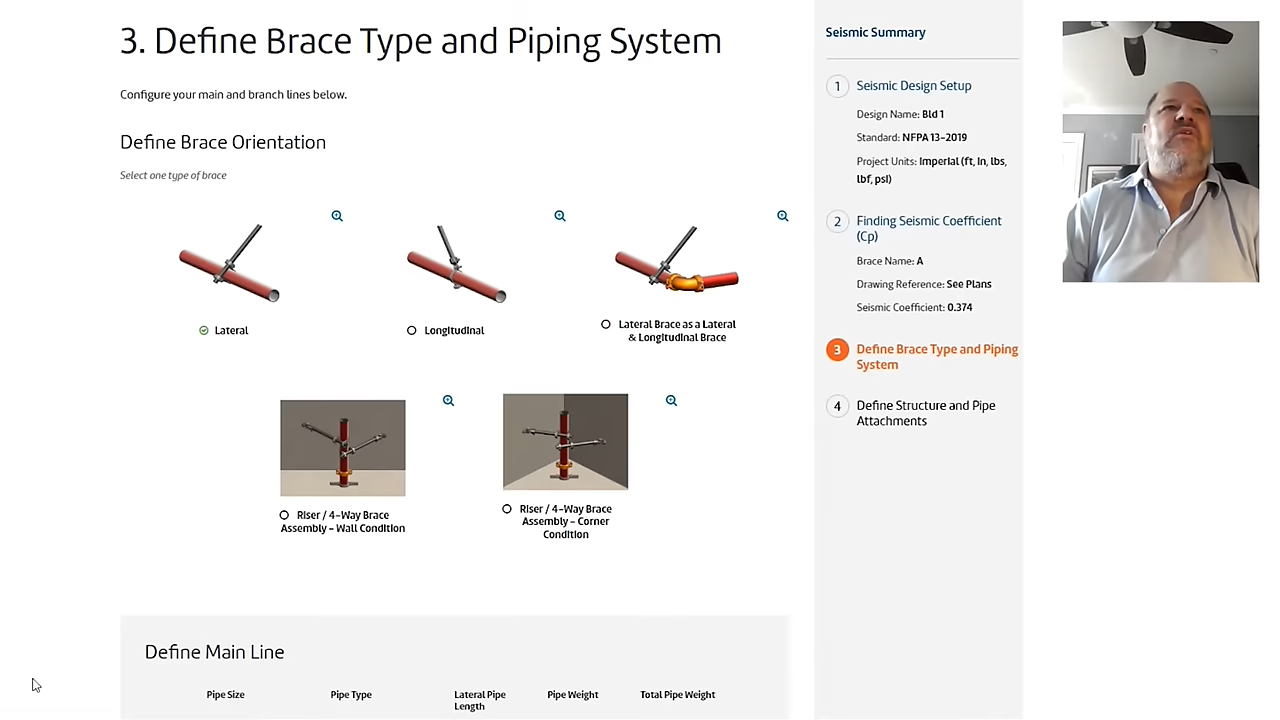 3. Define Brace Type and Piping System
Configure your main and branch lines below.
Define Brace Orientation
Select one type of brace
Lateral
Longitudinal
Lateral Brace as a Lateral
& Longitudinal Brace
Riser / 4-Way Brace
Assembly - Wall Condition
Riser / 4-Way Brace
Assembly - Corner
Condition
Define Main Line
Pipe Size
Pipe Type
Lateral Pipe
Length
Pipe Weight
Total Pipe Weight
Seismic Summary
1 Seismic Design Setup
Design Name: Bld 1
Standard: NFPA 13-2019
Project Units: Imperial (ft, in, lbs,
lbf, psi)
2 Finding Seismic Coefficient
(Cp)
Brace Name: A
Drawing Reference: See Plans
Seismic Coefficient: 0.374
3 Define Brace Type and Piping
System
4 Define Structure and Pipe
Attachments